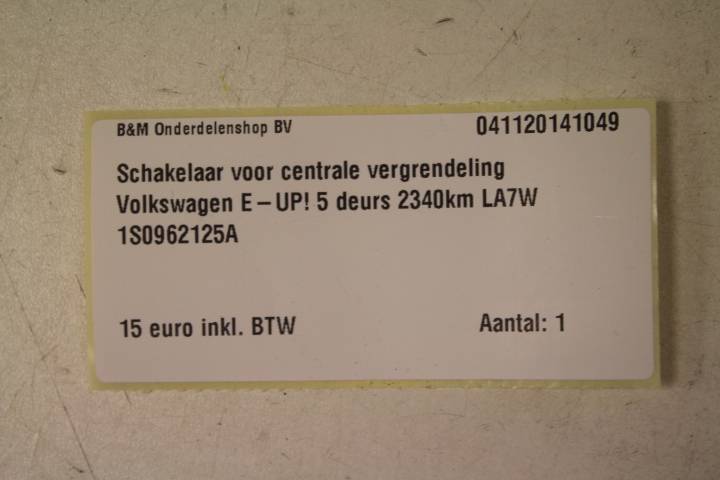 B&M Onderdelenshop BV 041120141049
Schakelaar voor centrale vergrendeling
Volkswagen E-UP! 5 deurs 2340km LA7W
1S0962125A
15 euro inkl. BTW Aantal: 1